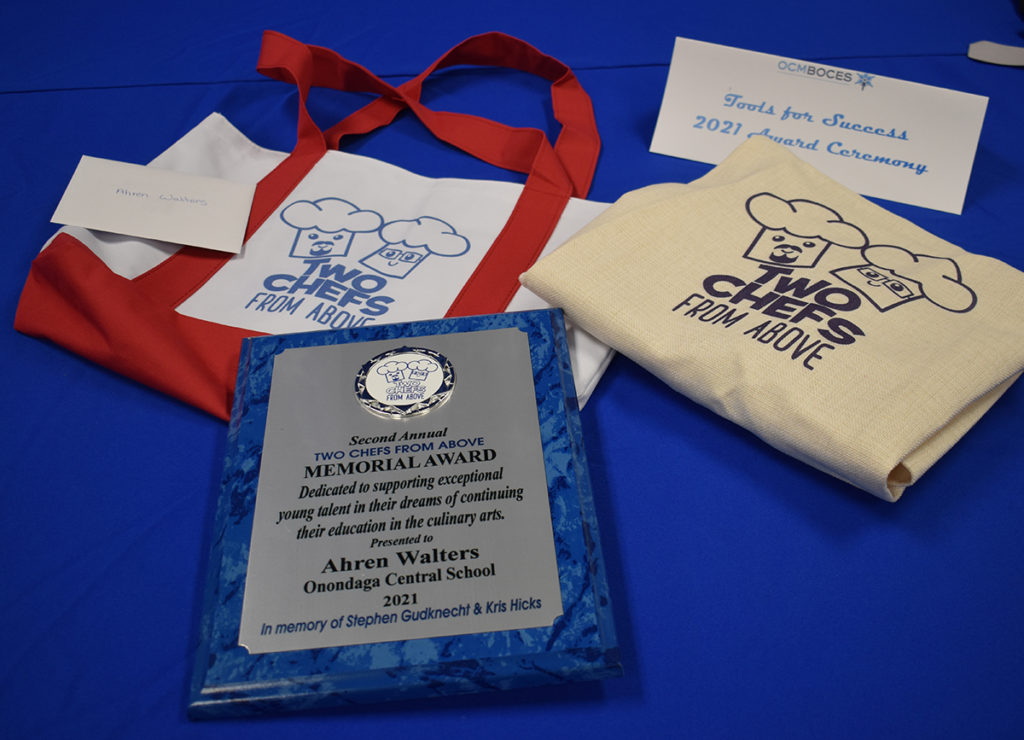 OCMBOCES
Tools for Success
2021 Award Ceremony
Ahren Walters
TWO
CHEFS
FROM ABOVE
TWO
CHEFS
FROM ABOVE
TWO
CHEFS
FROM ABOVE
Second Annual
TWO CHEFS FROM ABOVE
MEMORIAL AWARD
Dedicated to supporting exceptional
young talent in their dreams of continuing
their education in the culinary arts.
Presented to
Ahren Walters
Onondaga Central School
2021
In memory of Stephen Gudknecht & Kris Hicks